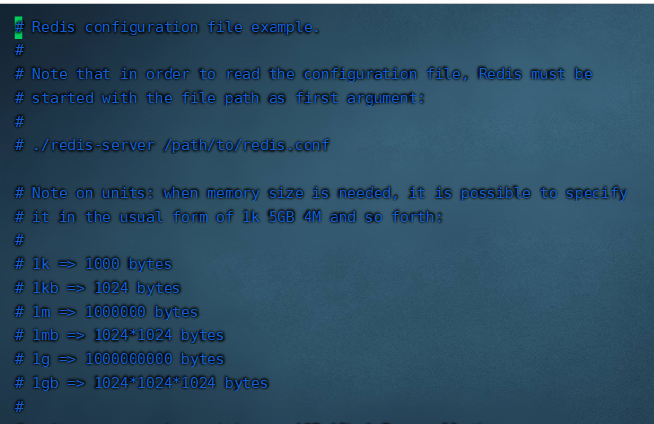 # Redis configuration file example.
#
# Note that in order to read the configuration file, Redis must be
# started with the file path as first argument:
#
# ./redis-server /path/to/redis.conf

# Note on units: when memory size is needed, it is possible to specify
# it in the usual form of 1k 5GB 4M and so forth:
#
# 1k => 1000 bytes
# 1kb => 1024 bytes
# 1m => 1000000 bytes
# 1mb => 1024*1024 bytes
# 1g => 1000000000 bytes
# 1gb => 1024*1024*1024 bytes
#